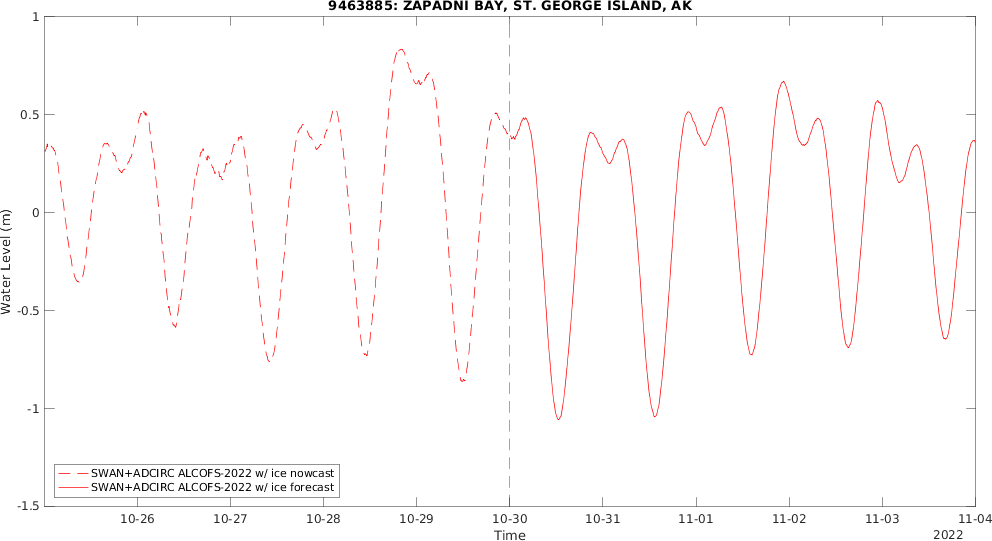 9463885: ZAPADNI BAY, ST. GEORGE ISLAND, AK
1
0.5
0
-0.5
-1
-1.5
Water Level (m)
SWAN+ADCIRC ALCOFS-2022 w/ ice nowcast
SWAN+ADCIRC ALCOFS-2022 w/ ice forecast
10-26 10-27 10-28 10-29 10-30 10-31 11-01 11-02 11-03 11-04
Time
2022